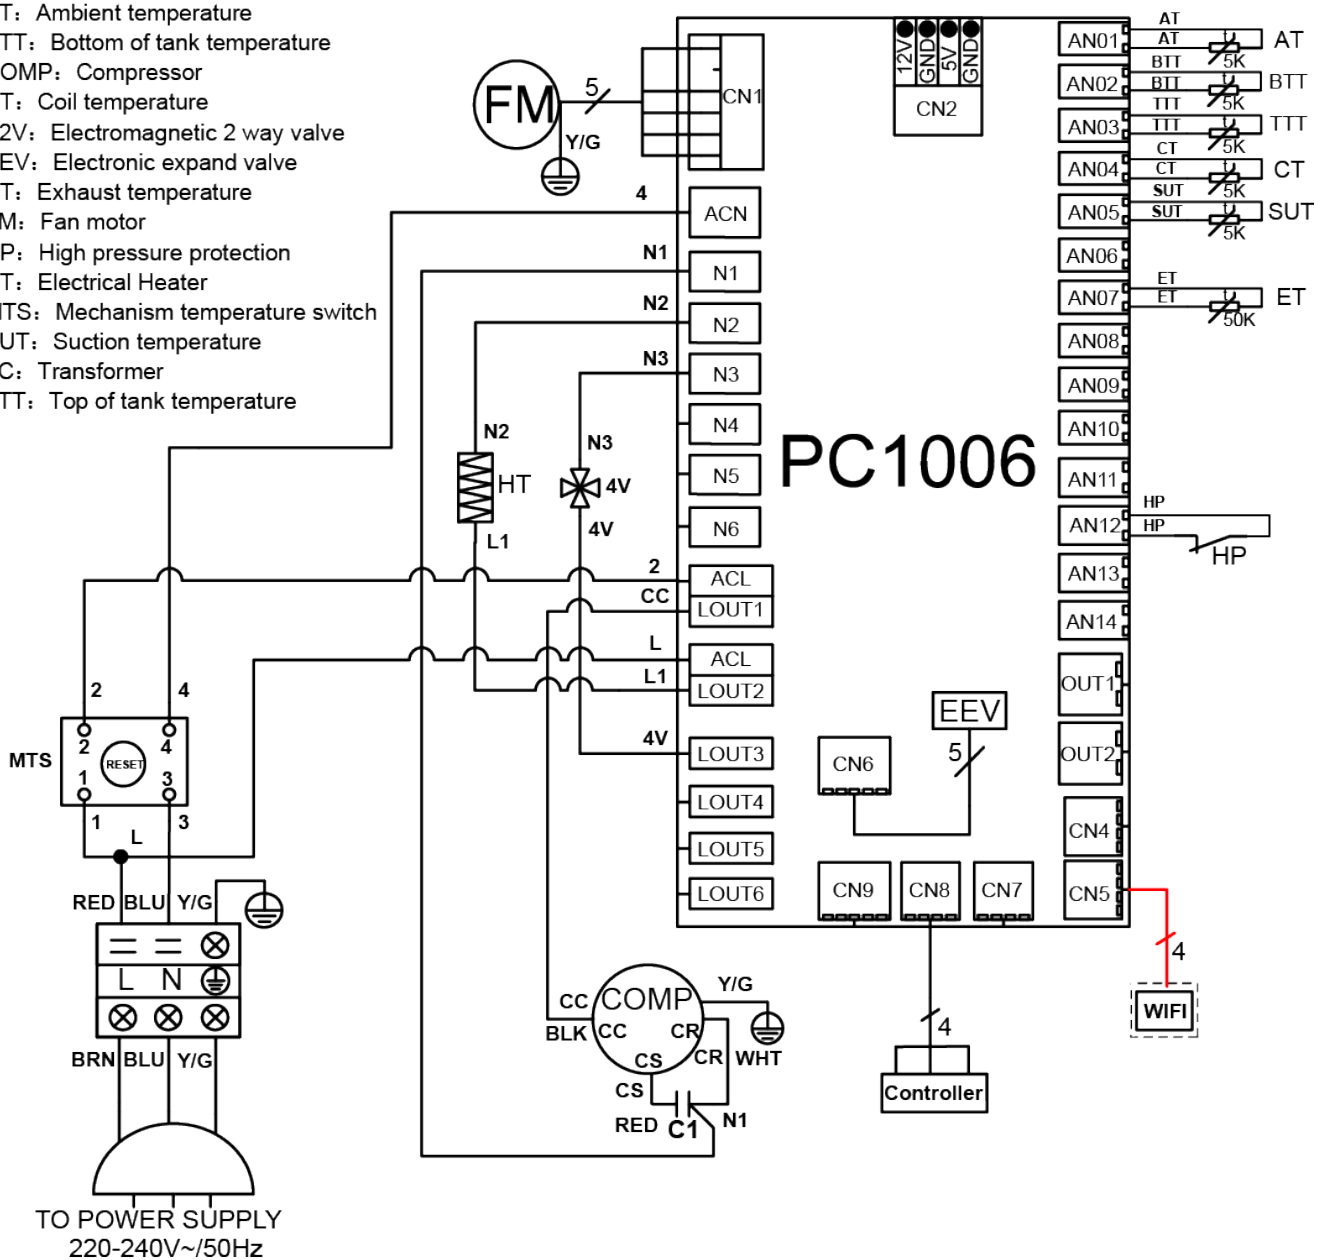 T：Ambient temperature
TT：Bottom of tank temperature
OMP：Compressor
T：Coil temperature
2V：Electromagnetic 2 way valve
EV：Electronic expand valve
T：Exhaust temperature
M：Fan motor
P：High pressure protection
T：Electrical Heater
ITS：Mechanism temperature switch
UT：Suction temperature
C：Transformer
TT：Top of tank temperature
FM
5
Y/G
CN1
12V
GND
5V
GND
CN2
4
ACN
N1
N1
N2
N2
N3
N3
N4
N5
N6
N2
HT
L1
N3
4V
4V
2
ACL
CC
LOUT1
L
ACL
L1
LOUT2
4V
LOUT3
LOUT4
LOUT5
LOUT6
PC1006
AN01
AT
AT
t
5K
AT
AN02
BTT
BTT
t
5K
BTT
AN03
TTT
TTT
t
5K
TTT
AN04
CT
CT
t
5K
CT
AN05
SUT
SUT
t
5K
SUT
AN06
AN07
ET
ET
t
50K
ET
AN08
AN09
AN10
AN11
AN12
HP
HP
HP
AN13
AN14
OUT1
OUT2
CN4
CN5
4
WIFI
EEV
5
CN6
CN9
CN8
CN7
4
Controller
2
4
MTS
2
4
RESET
1
3
1
3
L
RED BLU Y/G
L N
BRN BLU Y/G
TO POWER SUPPLY
220-240V~/50Hz
COMP
Y/G
CC
BLK
CC
CR
CS
CR
WHT
CS
RED
C1
N1